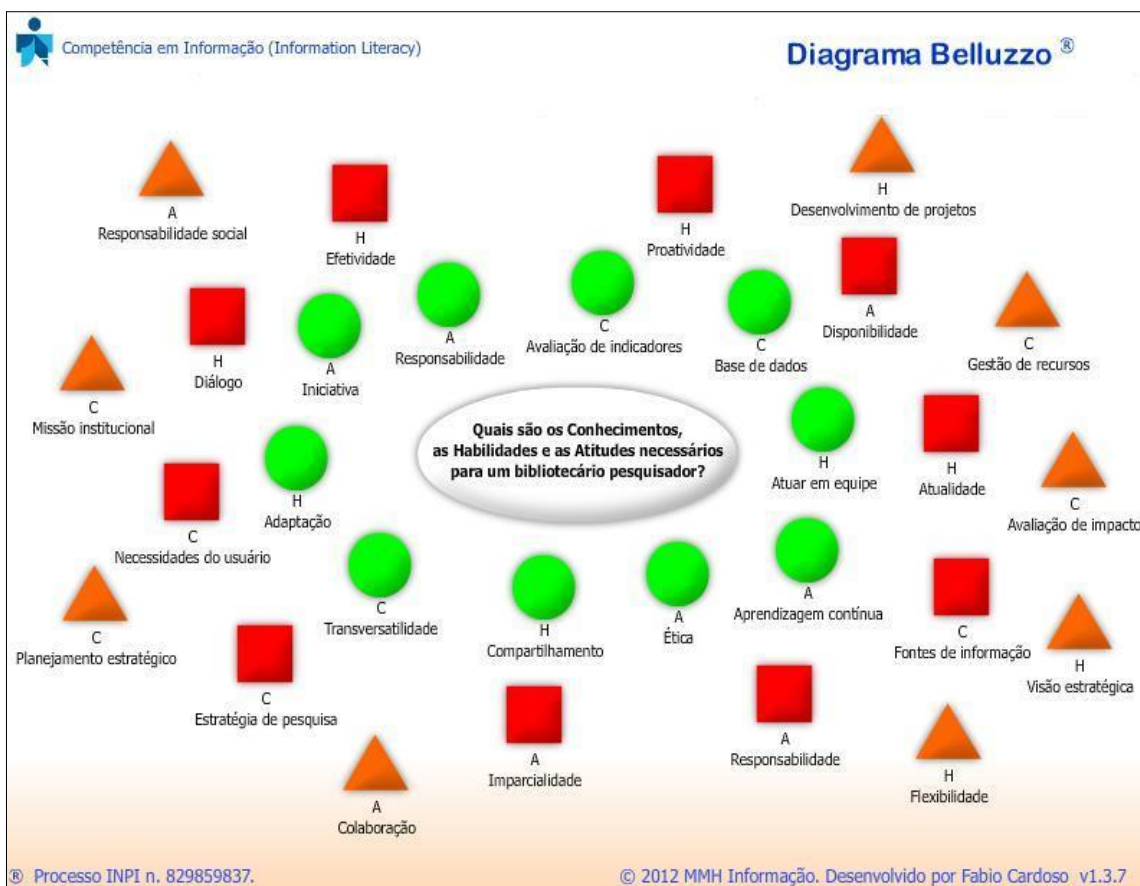 Competência em Informação (Information Literacy)
Diagrama Belluzzo ®
A
Responsabilidade social
H
Efetividade
H
Proatividade
H
Desenvolvimento de projetos
H
Diálogo
A
Iniciativa
A
Responsabilidade
C
Avaliação de indicadores
C
Base de dados
A
Disponibilidade
C
Gestão de recursos
C
Missão institucional
Quais são os Conhecimentos,
as Habilidades e as Atitudes necessários
para um bibliotecário pesquisador?
H
Adaptação
H
Atuar em equipe
H
Atualidade
C
Avaliação de impacto
C
Necessidades do usuário
C
Transversatilidade
H
Compartilhamento
A
Ética
A
Aprendizagem contínua
C
Fontes de informação
C
Planejamento estratégico
H
Visão estratégica
C
Estratégia de pesquisa
A
Imparcialidade
A
Responsabilidade
H
Flexibilidade
A
Colaboração
® Processo INPI n. 829859837.
© 2012 MMH Informação. Desenvolvido por Fabio Cardoso v1.3.7